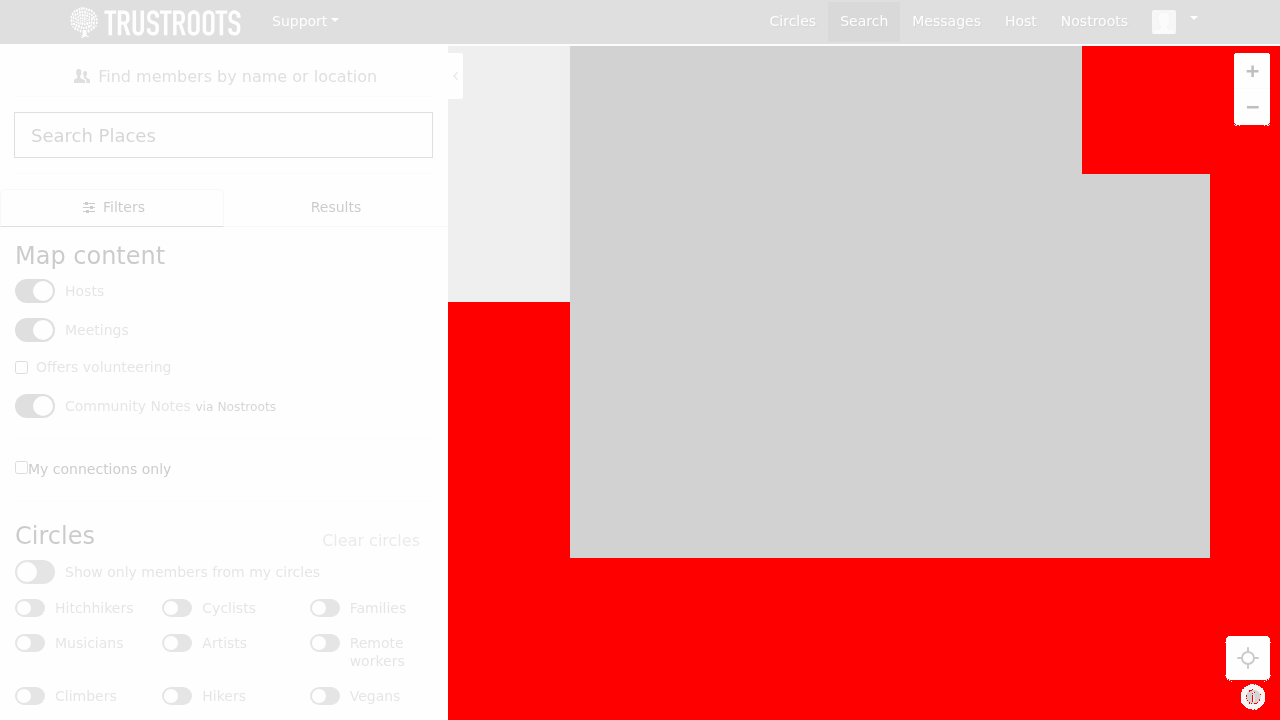 TRUSTROOTS
Support
Circles
Search
Messages
Host
Nostroots
Find members by name or location
Search Places
Filters
Results
Map content
Hosts
Meetings
Offers volunteering
Community Notes via Nostroots
My connections only
Circles
Clear circles
Show only members from my circles
Hitchhikers
Cyclists
Families
Musicians
Artists
Remote
workers
Climbers
Hikers
Vegans
+
−